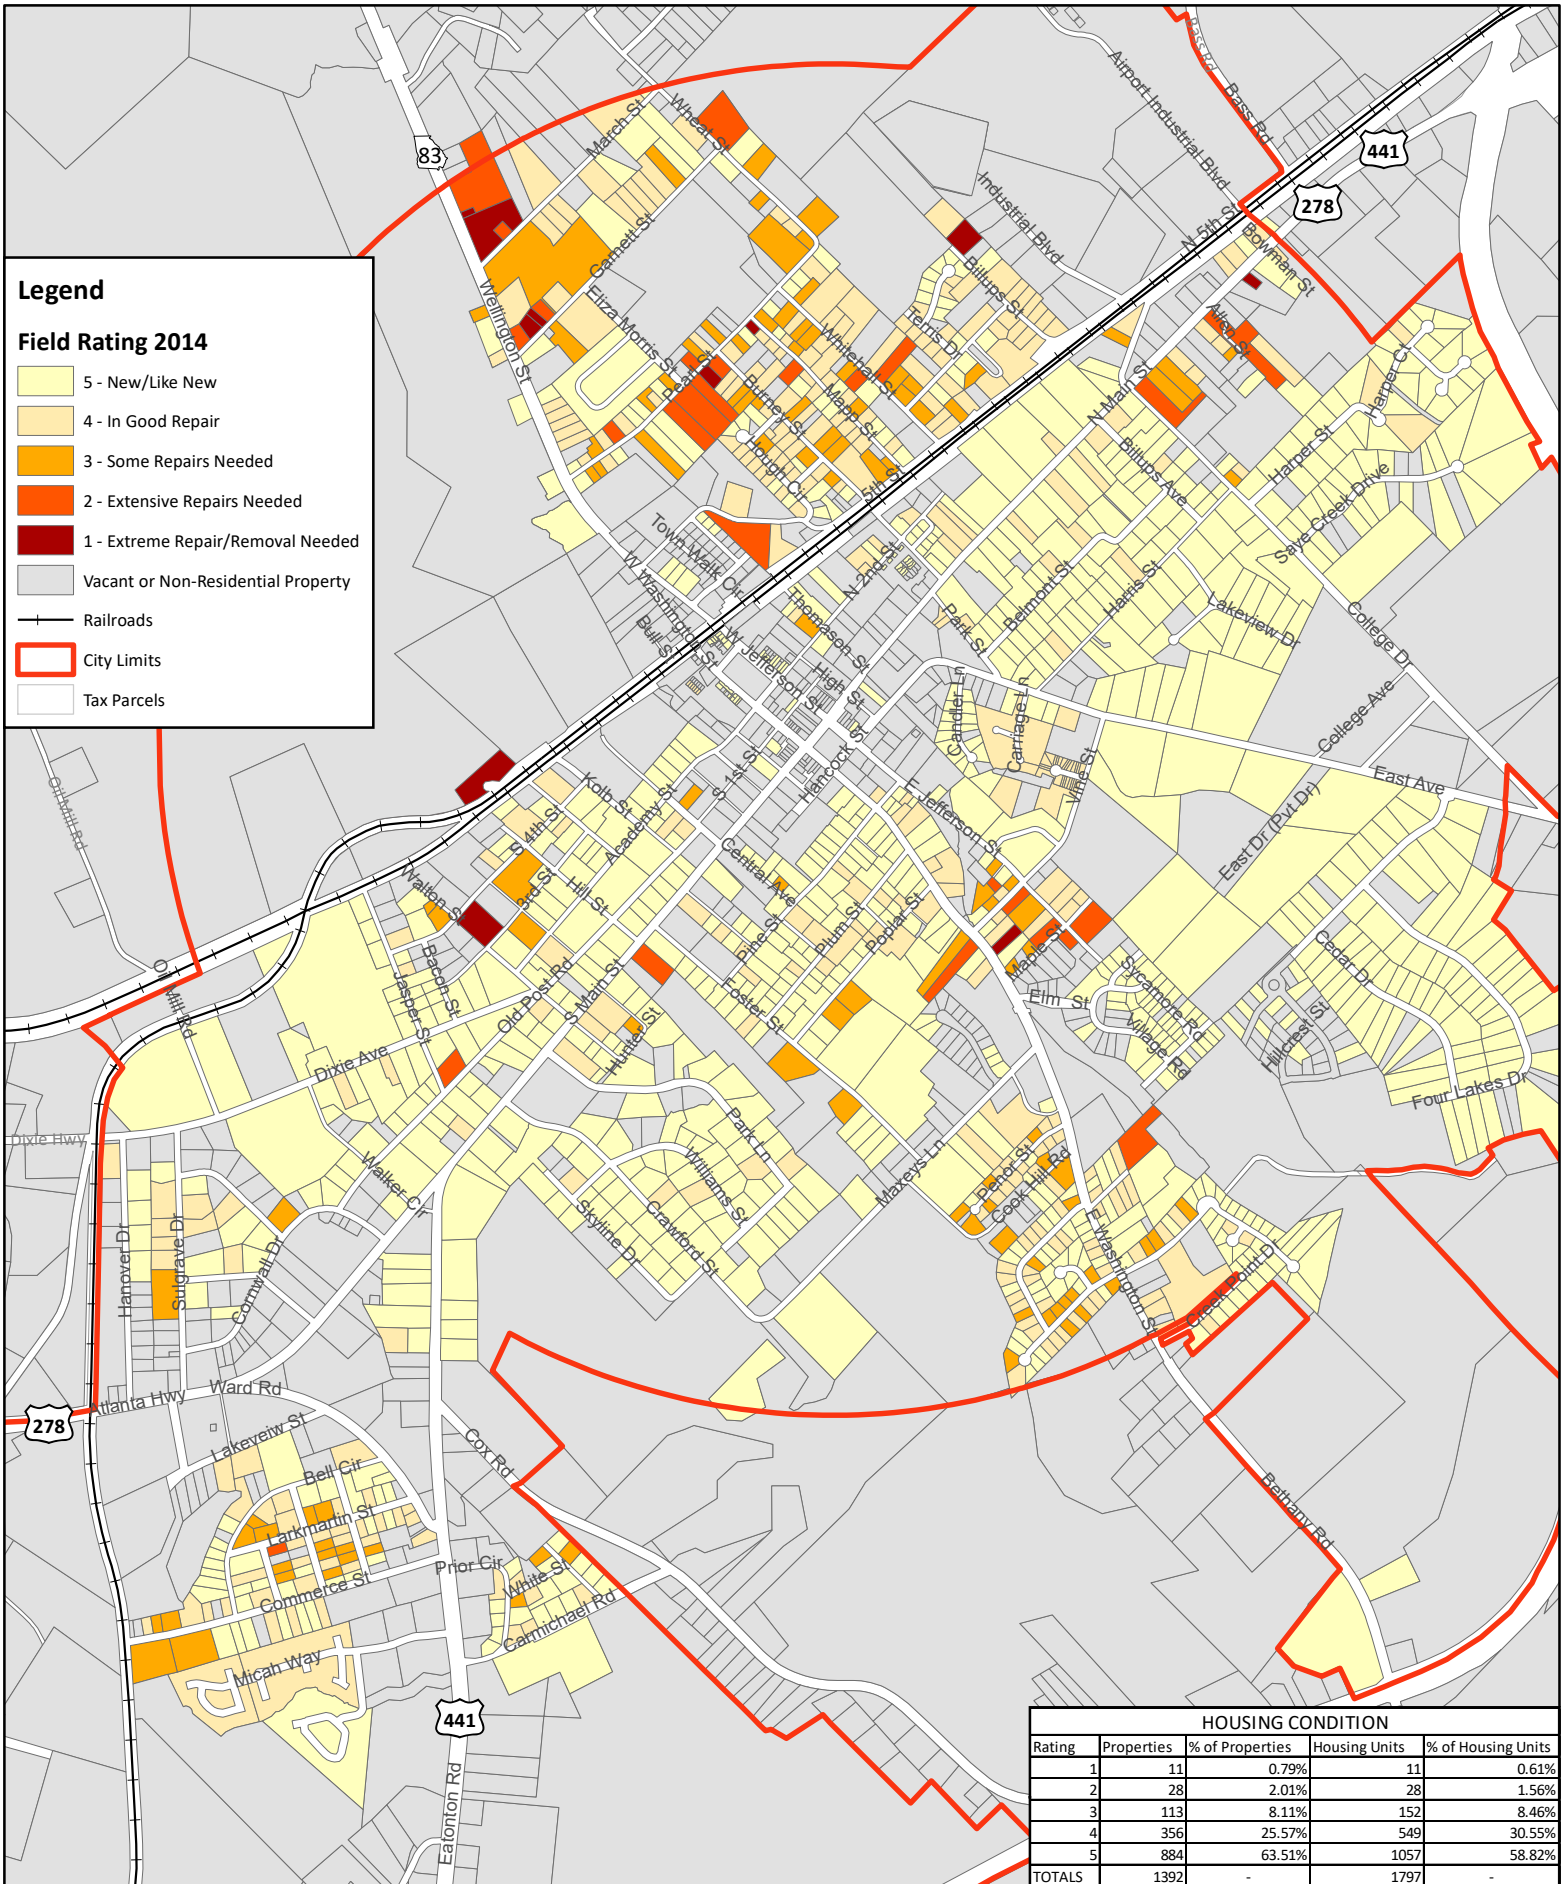 Bass Rd
Bass Rd
Airport Industrial Blvd
441
278
83
March St
Wheat St
Industrial Blvd
N 5th St
Bowman St
Garnett St
Billups St
Allen St
Wellington St
Eliza Morris St
Terris Dr
Whitehall St
Pearl St
Burney St
Mapp St
N Main St
Harper Ct
Hough Cir
5th St
Billups Ave
Harper St
Saye Creek Drive
Legend
Field Rating 2014
5 - New/Like New
4 - In Good Repair
3 - Some Repairs Needed
2 - Extensive Repairs Needed
1 - Extreme Repair/Removal Needed
Vacant or Non-Residential Property
Railroads
City Limits
Tax Parcels
Town Walk Cir
W Washington St
Bull S
N 2nd St
Thomason St
W Jefferson St
High St
Park St
Belmont St
Harris St
Lakeview Dr
College Dr
Candler Ln
Carriage Ln
Vine St
College Ave
East Ave
East Dr (Pvt Dr)
Oil Mill Rd
Kolb St
Academy St
S 1st St
Hancock St
E Jefferson St
S 4th St
3rd St
Hill St
Central Ave
Walton St
Bacon St
Jasper St
Old Post Rd
S Main St
Pine St
Plum St
Poplar St
Maple St
Sycamore Rd
Cedar Dr
Oil Mill Rd
Foster St
Hunter St
Elm St
Village Rd
Hillcrest St
Four Lakes Dr
Dixie Ave
Dixie Hwy
Park Ln
Walker Cir
Williams St
Maxeys Ln
Penor St
Cook Hill Rd
Hanover Dr
Sulgrave Dr
Cornwall Dr
Skyline Dr
Crawford St
E Washington St
Creek Point Dr
278
Atlanta Hwy
Ward Rd
Lakeveiw St
Bell Cir
Larkmartin St
Commerce St
Micah Way
Cox Rd
Prior Cir
White St
Carmichael Rd
Bethany Rd
441
Eatonton Rd
HOUSING CONDITION
Rating Properties % of Properties Housing Units % of Housing Units
1 11 0.79% 11 0.61%
2 28 2.01% 28 1.56%
3 113 8.11% 152 8.46%
4 356 25.57% 549 30.55%
5 884 63.51% 1057 58.82%
TOTALS 1392 - 1797 -